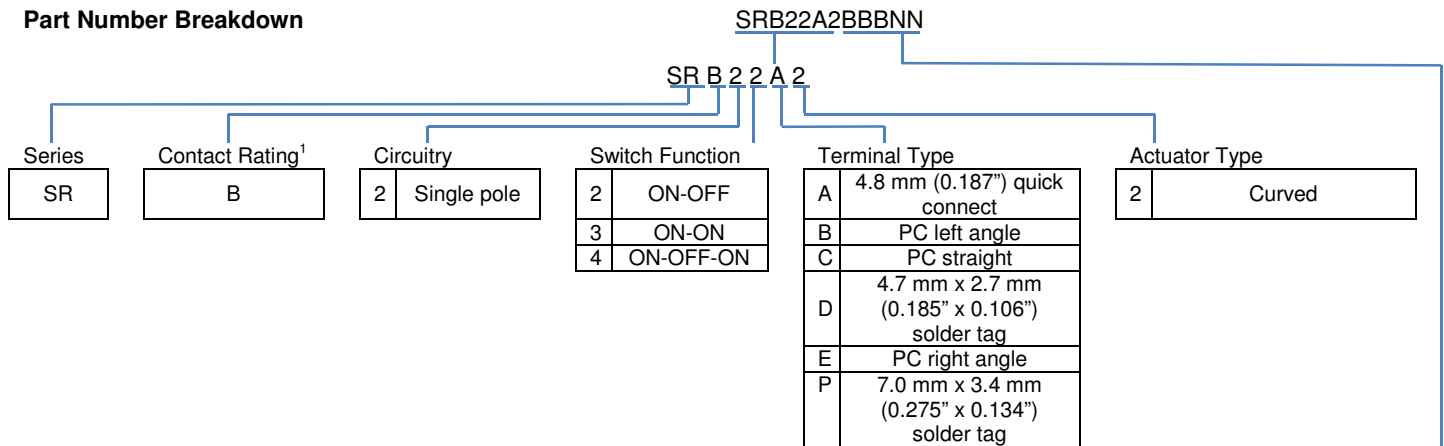 Part Number Breakdown
SRB22A2BBBNN
SR B 2 2 A 2
Series
SR
Contact Rating¹
B
Circuitry
2 Single pole
Switch Function
2 ON-OFF
3 ON-ON
4 ON-OFF-ON
Terminal Type
A 4.8 mm (0.187”) quick
connect
B PC left angle
C PC straight
D 4.7 mm x 2.7 mm
(0.185” x 0.106”)
solder tag
E PC right angle
P 7.0 mm x 3.4 mm
(0.275” x 0.134”)
solder tag
Actuator Type
2 Curved